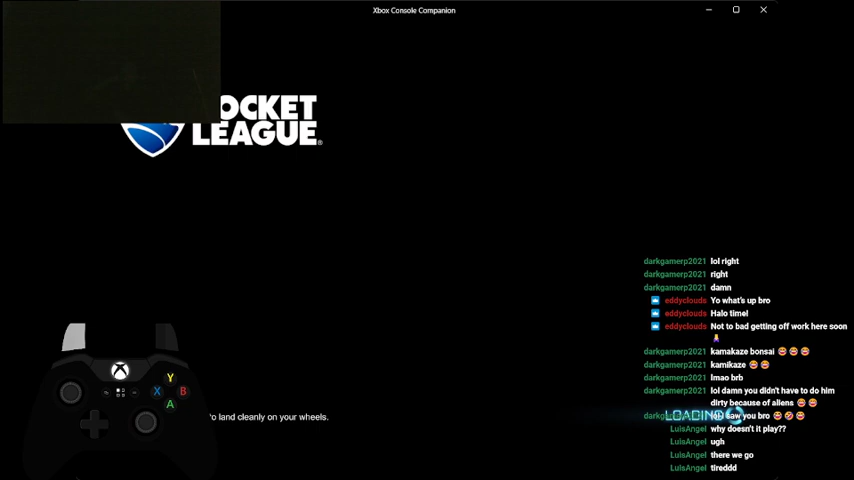 Xbox Console Companion
OCKET
LEAGUE
lol right
darkgamerp2021 lol right
darkgamerp2021 right
darkgamerp2021 damn
eddyclouds Yo what's up bro
eddyclouds Halo time!
eddyclouds Not to bad getting off work here soon
darkgamerp2021 kamakaze bonsai
darkgamerp2021 kamikaze
darkgamerp2021 lmao brb
darkgamerp2021 lol damn you didn't have to do him
dirty because of aliens
LOADING
you bro
LuisAngel why doesn't it play??
LuisAngel ugh
LuisAngel there we go
LuisAngel tireddd
to land cleanly on your wheels.
Y
X B
A